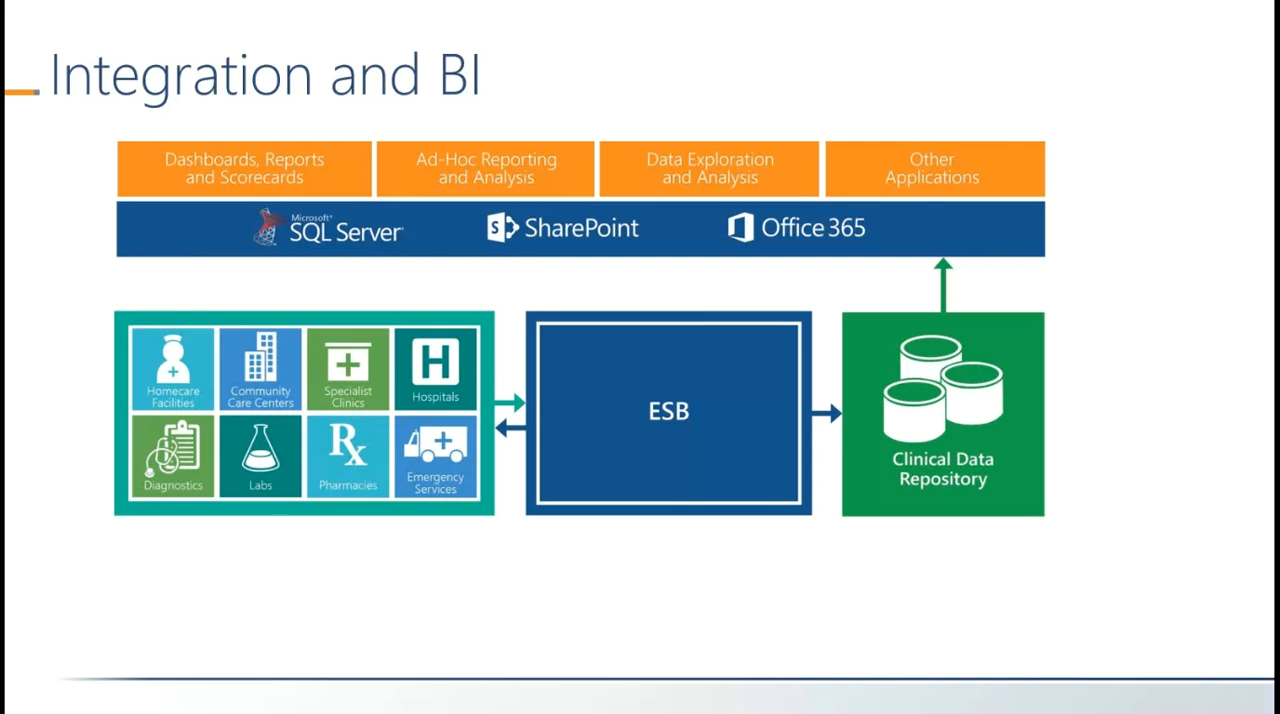 Integration and BI
Dashboards, Reports
and Scorecards
Ad-Hoc Reporting
and Analysis
Data Exploration
and Analysis
Other
Applications
Microsoft®
SQL Server
S SharePoint
Office 365
Homecare
Facilities
Community
Care Centers
Specialist
Clinics
H
Hospitals
Diagnostics
Labs
Rx
Pharmacies
Emergency
Services
ESB
Clinical Data
Repository